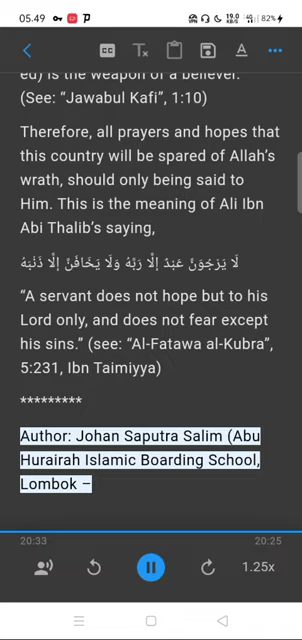 05.49
19.0
KB/S
4G
82%
ed) is the weapon of a believer.
(See: “Jawabul Kafi”, 1:10)
Therefore, all prayers and hopes that
this country will be spared of Allah’s
wrath, should only being said to
Him. This is the meaning of Ali Ibn
Abi Thalib’s saying,
لَا يَرْجُوَنَّ عَبْدٌ إِلَّا رَبَّهُ وَلَا يَخَافَنَّ إِلَّا ذَنْبَهُ
“A servant does not hope but to his
Lord only, and does not fear except
his sins.” (see: “Al-Fatawa al-Kubra”,
5:231, Ibn Taimiyya)
*********
Author: Johan Saputra Salim (Abu
Hurairah Islamic Boarding School,
Lombok –
20:33
20:25
1.25x